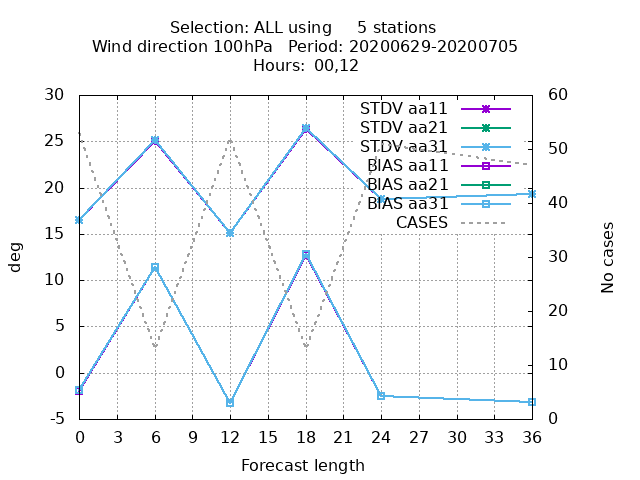 Selection: ALL using     5 stations
Wind direction 100hPa   Period: 20200629-20200705
Hours:  00,12
30
25
20
15
10
5
0
-5
deg
60
50
40
30
20
10
0
No cases
STDV aa11
STDV aa21
STDV aa31
BIAS aa11
BIAS aa21
BIAS aa31
CASES
0 3 6 9 12 15 18 21 24 27 30 33 36
Forecast length